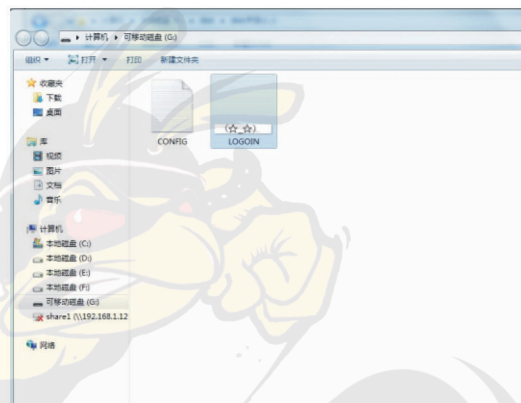 计算机 ▸ 可移动磁盘 (G:)
组织 打开 打印 新建文件夹
收藏夹
下载
桌面
库
视频
图片
文档
音乐
计算机
本地磁盘 (C:)
本地磁盘 (D:)
本地磁盘 (E:)
本地磁盘 (F:)
可移动磁盘 (G:)
share1 (\\192.168.1.12
网络
CONFIG
(☆_☆)
LOGOIN